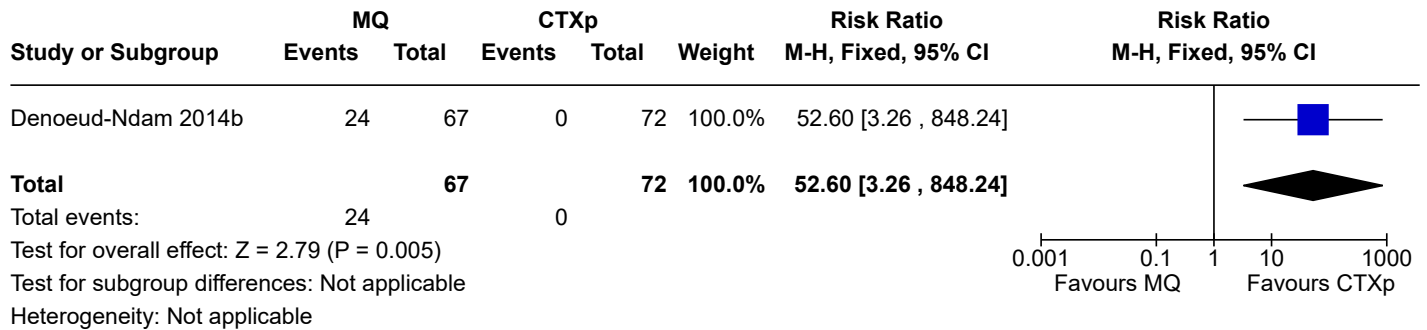 MQ CTXp Risk Ratio Risk Ratio
Study or Subgroup Events Total Events Total Weight M-H, Fixed, 95% CI M-H, Fixed, 95% CI
Denoeud-Ndam 2014b 24 67 0 72 100.0% 52.60 [3.26 , 848.24]
Total 67 72 100.0% 52.60 [3.26 , 848.24]
Total events: 24 0
Test for overall effect: Z = 2.79 (P = 0.005)
0.001 0.1 1 10 1000
Test for subgroup differences: Not applicable Favours MQ Favours CTXp
Heterogeneity: Not applicable